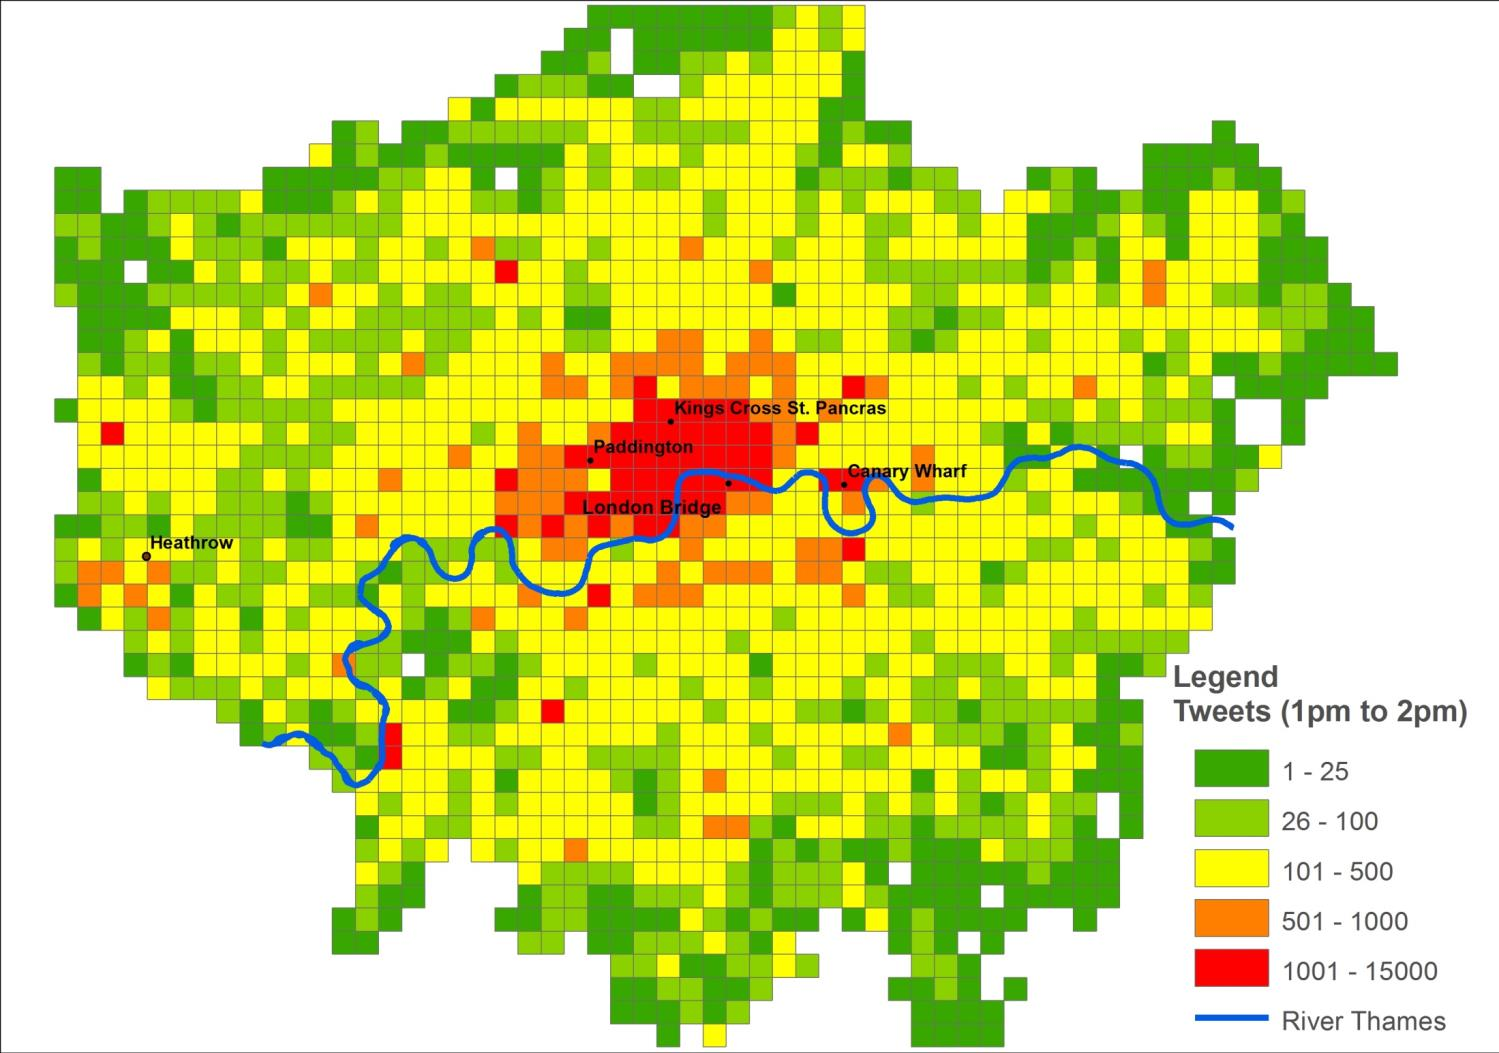 Kings Cross St. Pancras
Paddington
Canary Wharf
London Bridge
Heathrow
Legend
Tweets (1pm to 2pm)
1 - 25
26 - 100
101 - 500
501 - 1000
1001 - 15000
River Thames